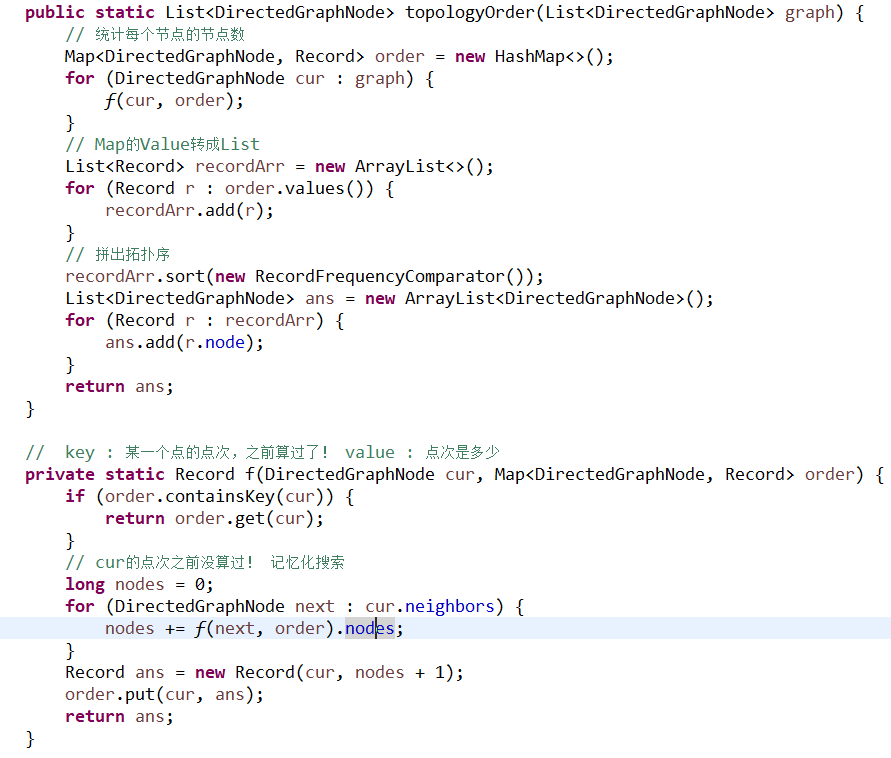 public static List<DirectedGraphNode> topologyOrder(List<DirectedGraphNode> graph) {
// 统计每个节点的节点数
Map<DirectedGraphNode, Record> order = new HashMap<>();
for (DirectedGraphNode cur : graph) {
f(cur, order);
}
// Map的Value转成List
List<Record> recordArr = new ArrayList<>();
for (Record r : order.values()) {
recordArr.add(r);
}
// 拼出拓扑序
recordArr.sort(new RecordFrequencyComparator());
List<DirectedGraphNode> ans = new ArrayList<DirectedGraphNode>();
for (Record r : recordArr) {
ans.add(r.node);
}
return ans;
}
// key : 某一个点的点次，之前算过了! value : 点次是多少
private static Record f(DirectedGraphNode cur, Map<DirectedGraphNode, Record> order) {
if (order.containsKey(cur)) {
return order.get(cur);
}
// cur的点次之前没算过! 记忆化搜索
long nodes = 0;
for (DirectedGraphNode next : cur.neighbors) {
nodes += f(next, order).nodes;
}
Record ans = new Record(cur, nodes + 1);
order.put(cur, ans);
return ans;
}